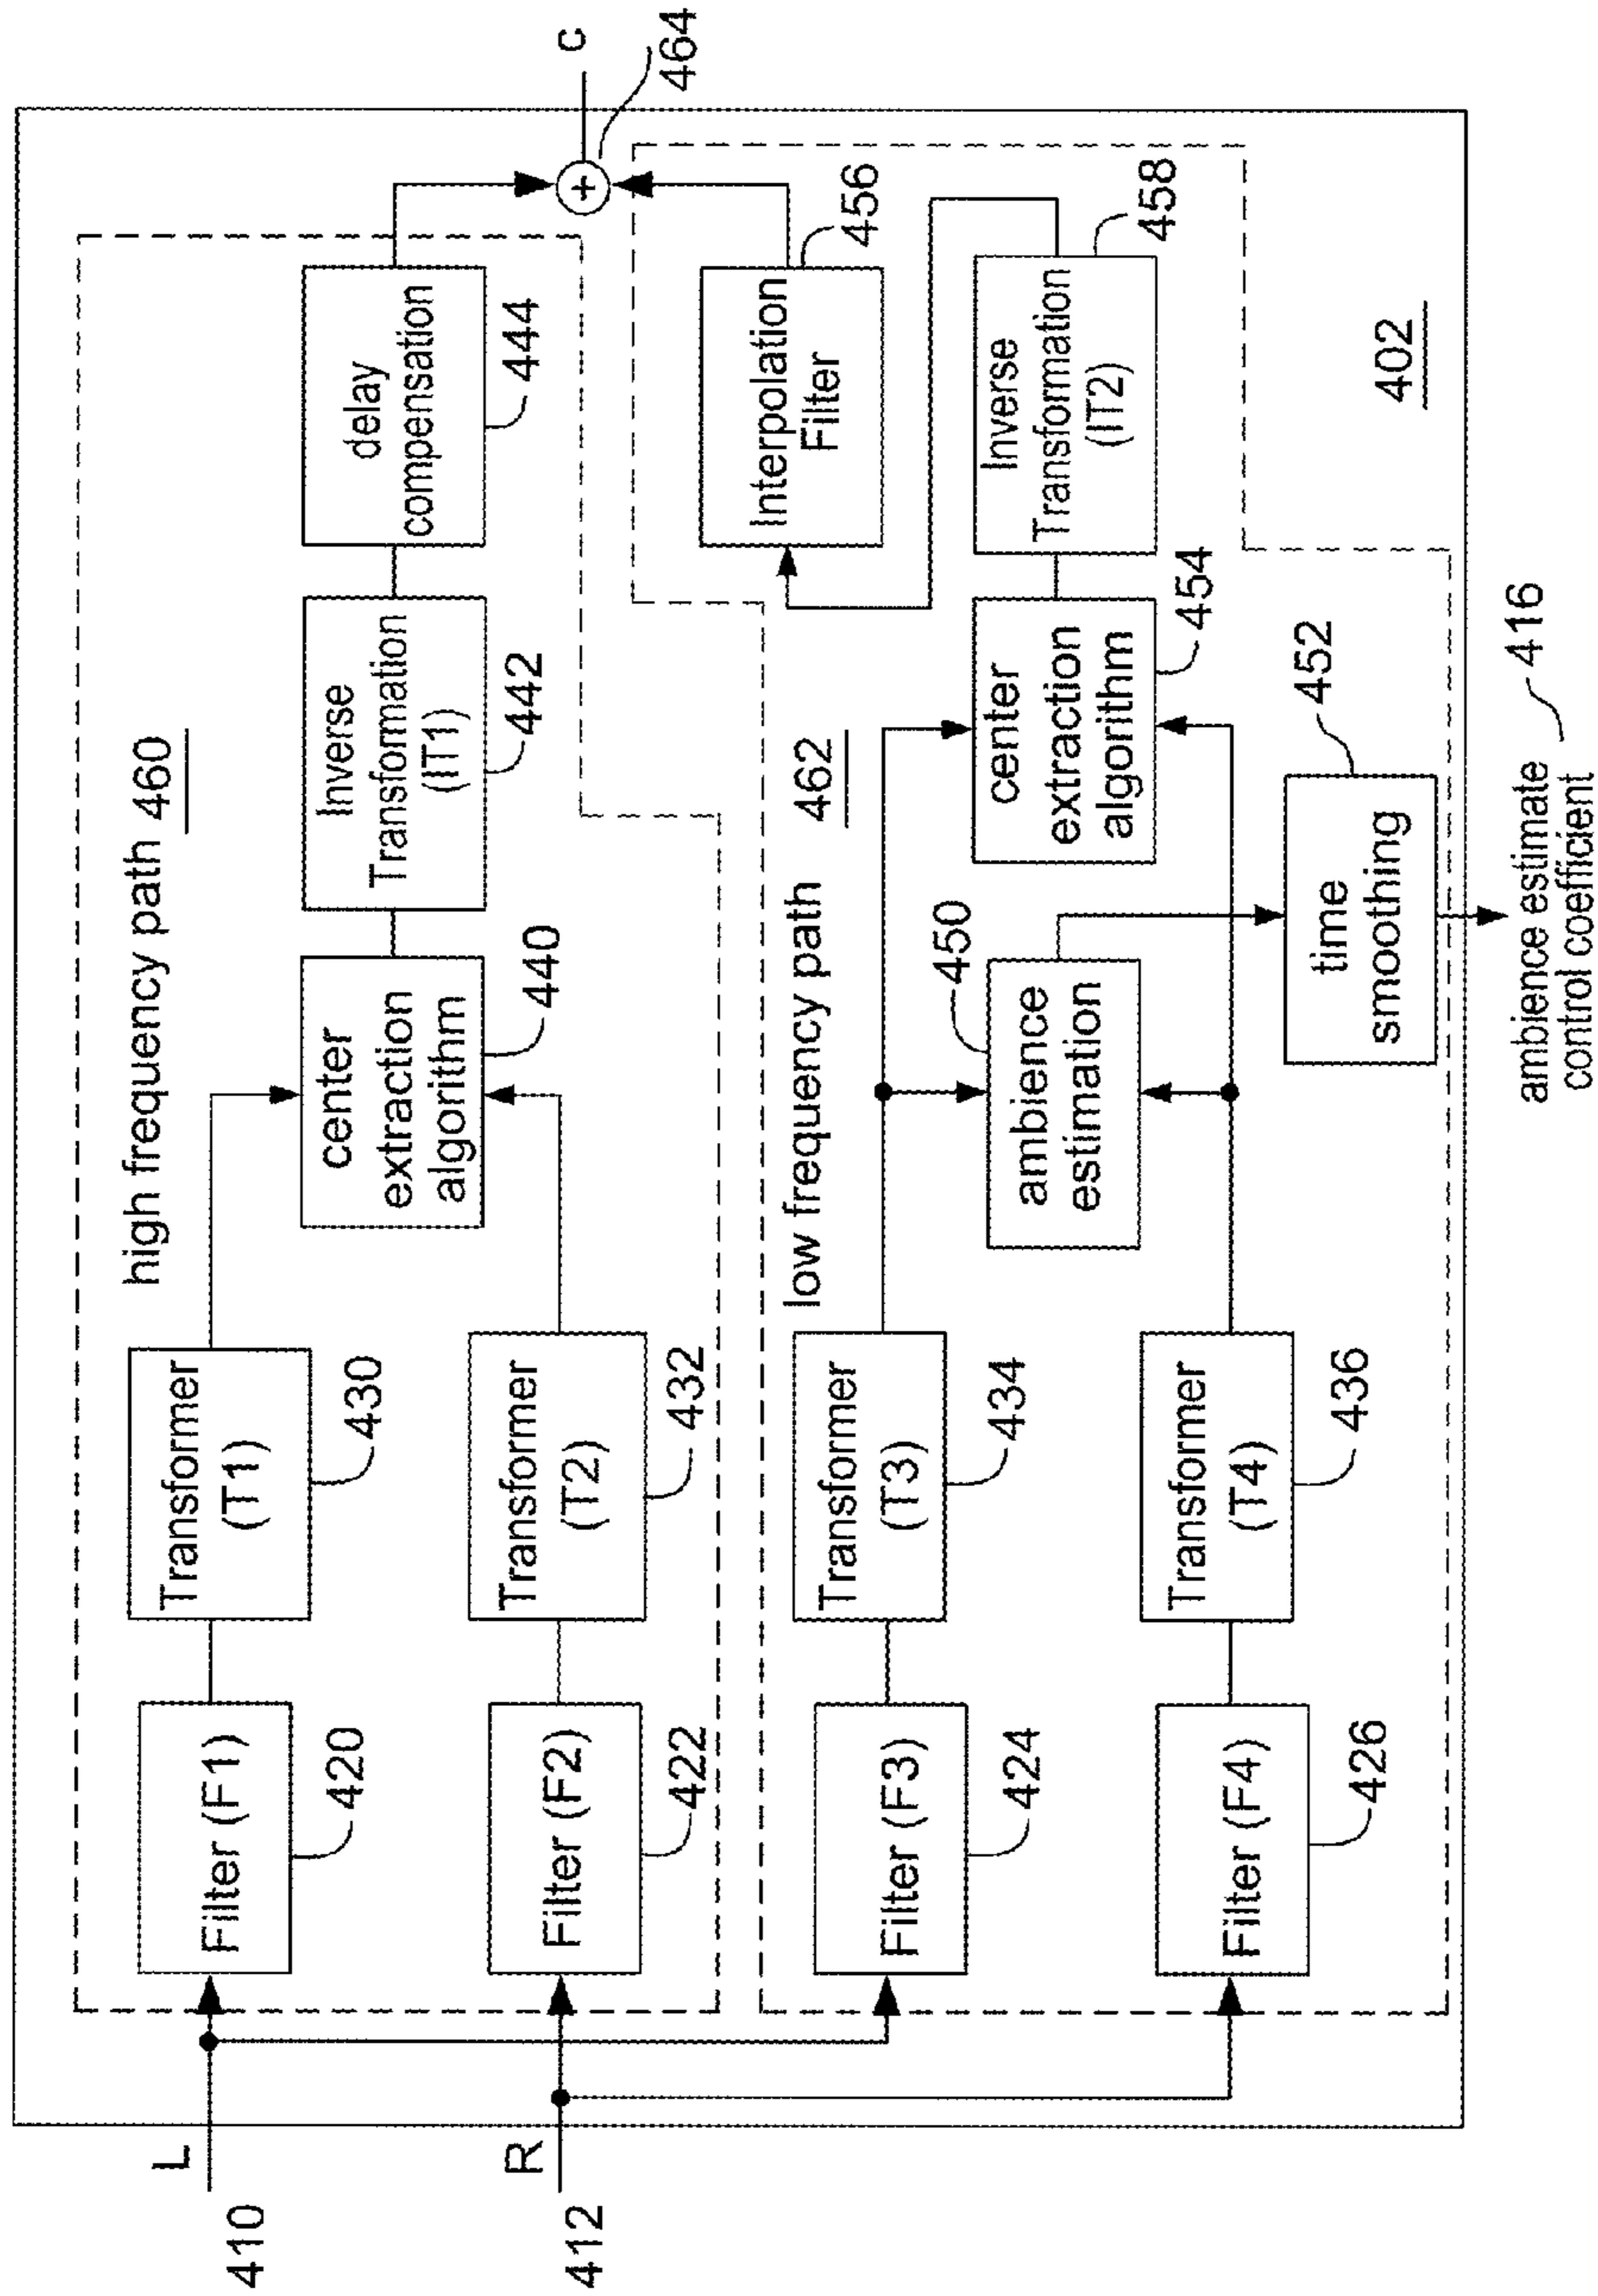 410
L
412
R
high frequency path 460
Filter (F1)
420
Transformer
(T1)
430
Filter (F2)
422
Transformer
(T2)
432
center
extraction
algorithm
440
Inverse
Transformation
(IT1)
442
delay
compensation
444
c
+
464
low frequency path 462
Filter (F3)
424
Transformer
(T3)
434
Filter (F4)
426
Transformer
(T4)
436
450
ambience
estimation
center
extraction
algorithm
454
Interpolation
Filter
456
Inverse
Transformation
(IT2)
458
time
smoothing
452
402
ambience estimate
control coefficient
416